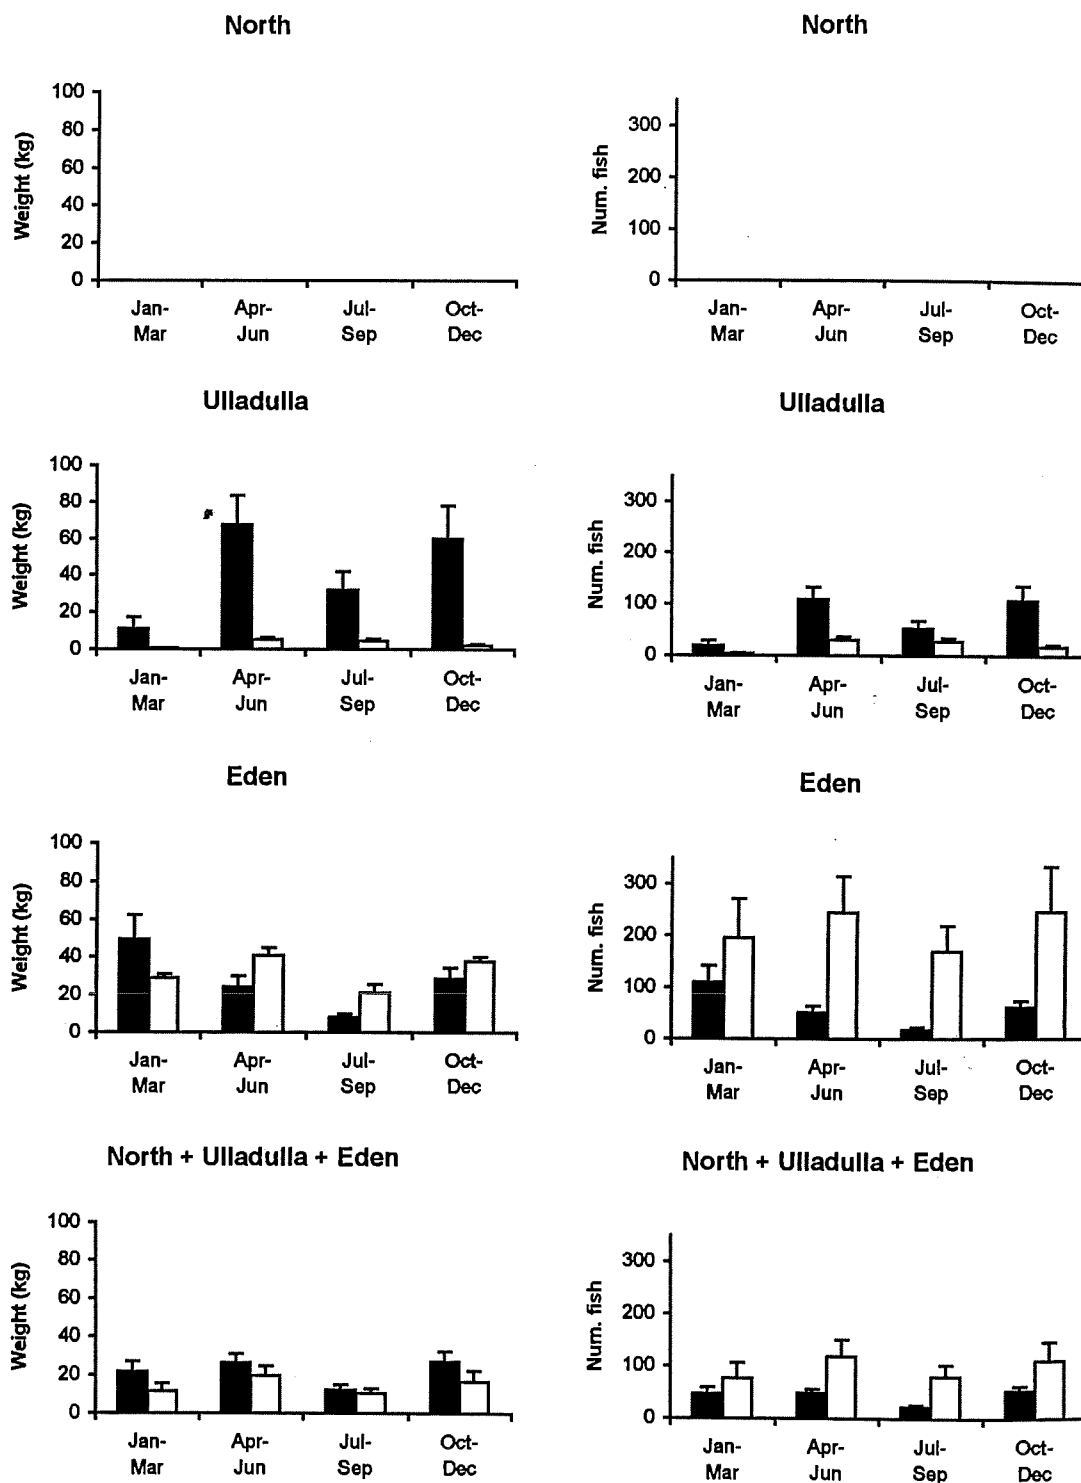 North
Weight (kg)
100
80
60
40
20
0
Jan-
Mar
Apr-
Jun
Jul-
Sep
Oct-
Dec
North
Num. fish
300
200
100
0
Jan-
Mar
Apr-
Jun
Jul-
Sep
Oct-
Dec
Ulladulla
Weight (kg)
100
80
60
40
20
0
Jan-
Mar
Apr-
Jun
Jul-
Sep
Oct-
Dec
Ulladulla
Num. fish
300
200
100
0
Jan-
Mar
Apr-
Jun
Jul-
Sep
Oct-
Dec
Eden
Weight (kg)
100
80
60
40
20
0
Jan-
Mar
Apr-
Jun
Jul-
Sep
Oct-
Dec
Eden
Num. fish
300
200
100
0
Jan-
Mar
Apr-
Jun
Jul-
Sep
Oct-
Dec
North + Ulladulla + Eden
Weight (kg)
100
80
60
40
20
0
Jan-
Mar
Apr-
Jun
Jul-
Sep
Oct-
Dec
North + Ulladulla + Eden
Num. fish
300
200
100
0
Jan-
Mar
Apr-
Jun
Jul-
Sep
Oct-
Dec